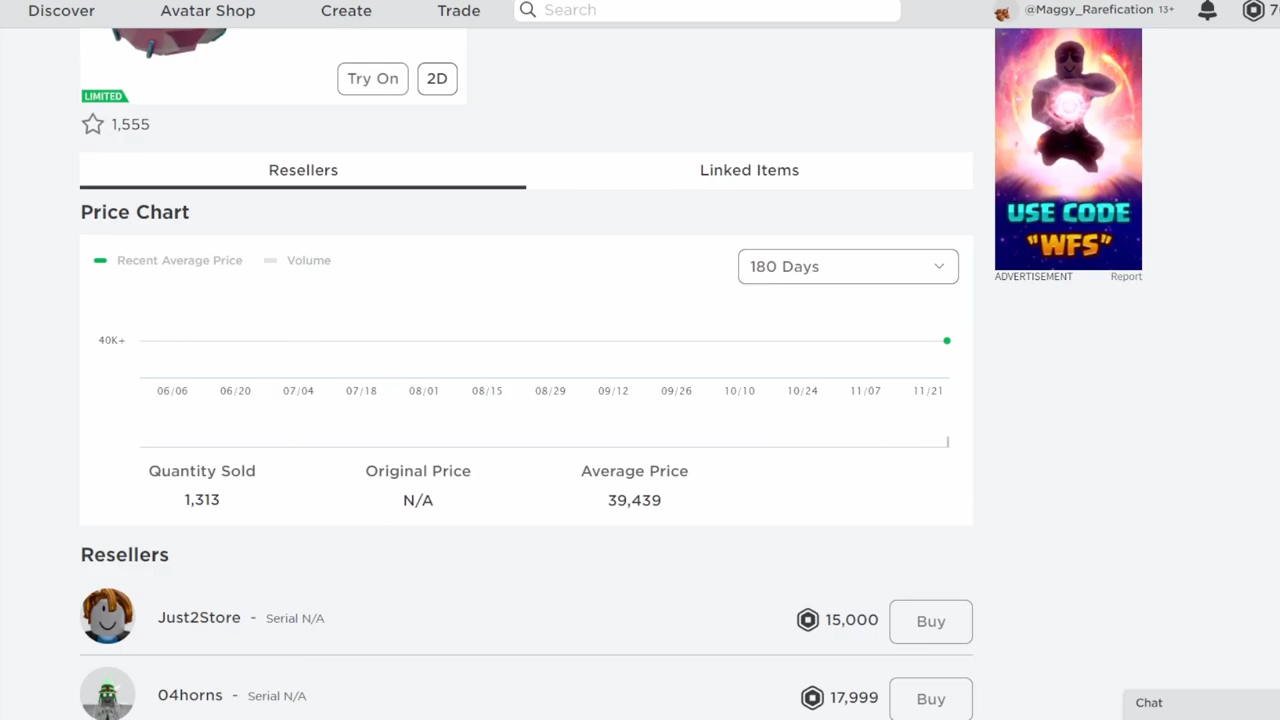 Discover Avatar Shop Create Trade Search @Maggy_Rarefication 13+
Try On 2D
LIMITED
1,555
Resellers Linked Items
Price Chart
Recent Average Price Volume 180 Days
40K+
06/06 06/20 07/04 07/18 08/01 08/15 08/29 09/12 09/26 10/10 10/24 11/07 11/21
Quantity Sold Original Price Average Price
1,313 N/A 39,439
Resellers
Just2Store - Serial N/A 15,000 Buy
04horns - Serial N/A 17,999 Buy
USE CODE
"WFS"
ADVERTISEMENT Report
Chat